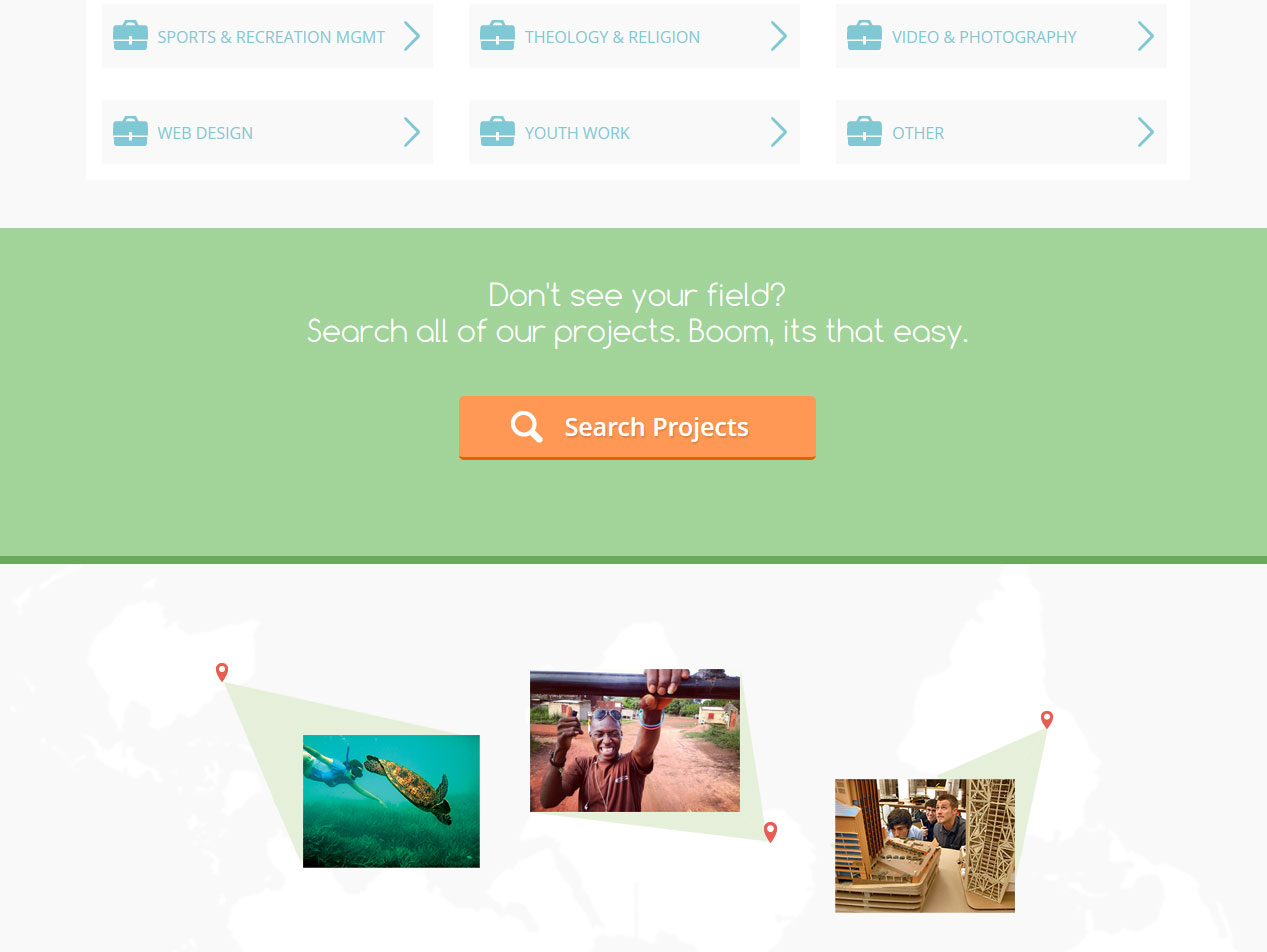 SPORTS & RECREATION MGMT
THEOLOGY & RELIGION
VIDEO & PHOTOGRAPHY
WEB DESIGN
YOUTH WORK
OTHER
Don't see your field?
Search all of our projects. Boom, its that easy.
Search Projects